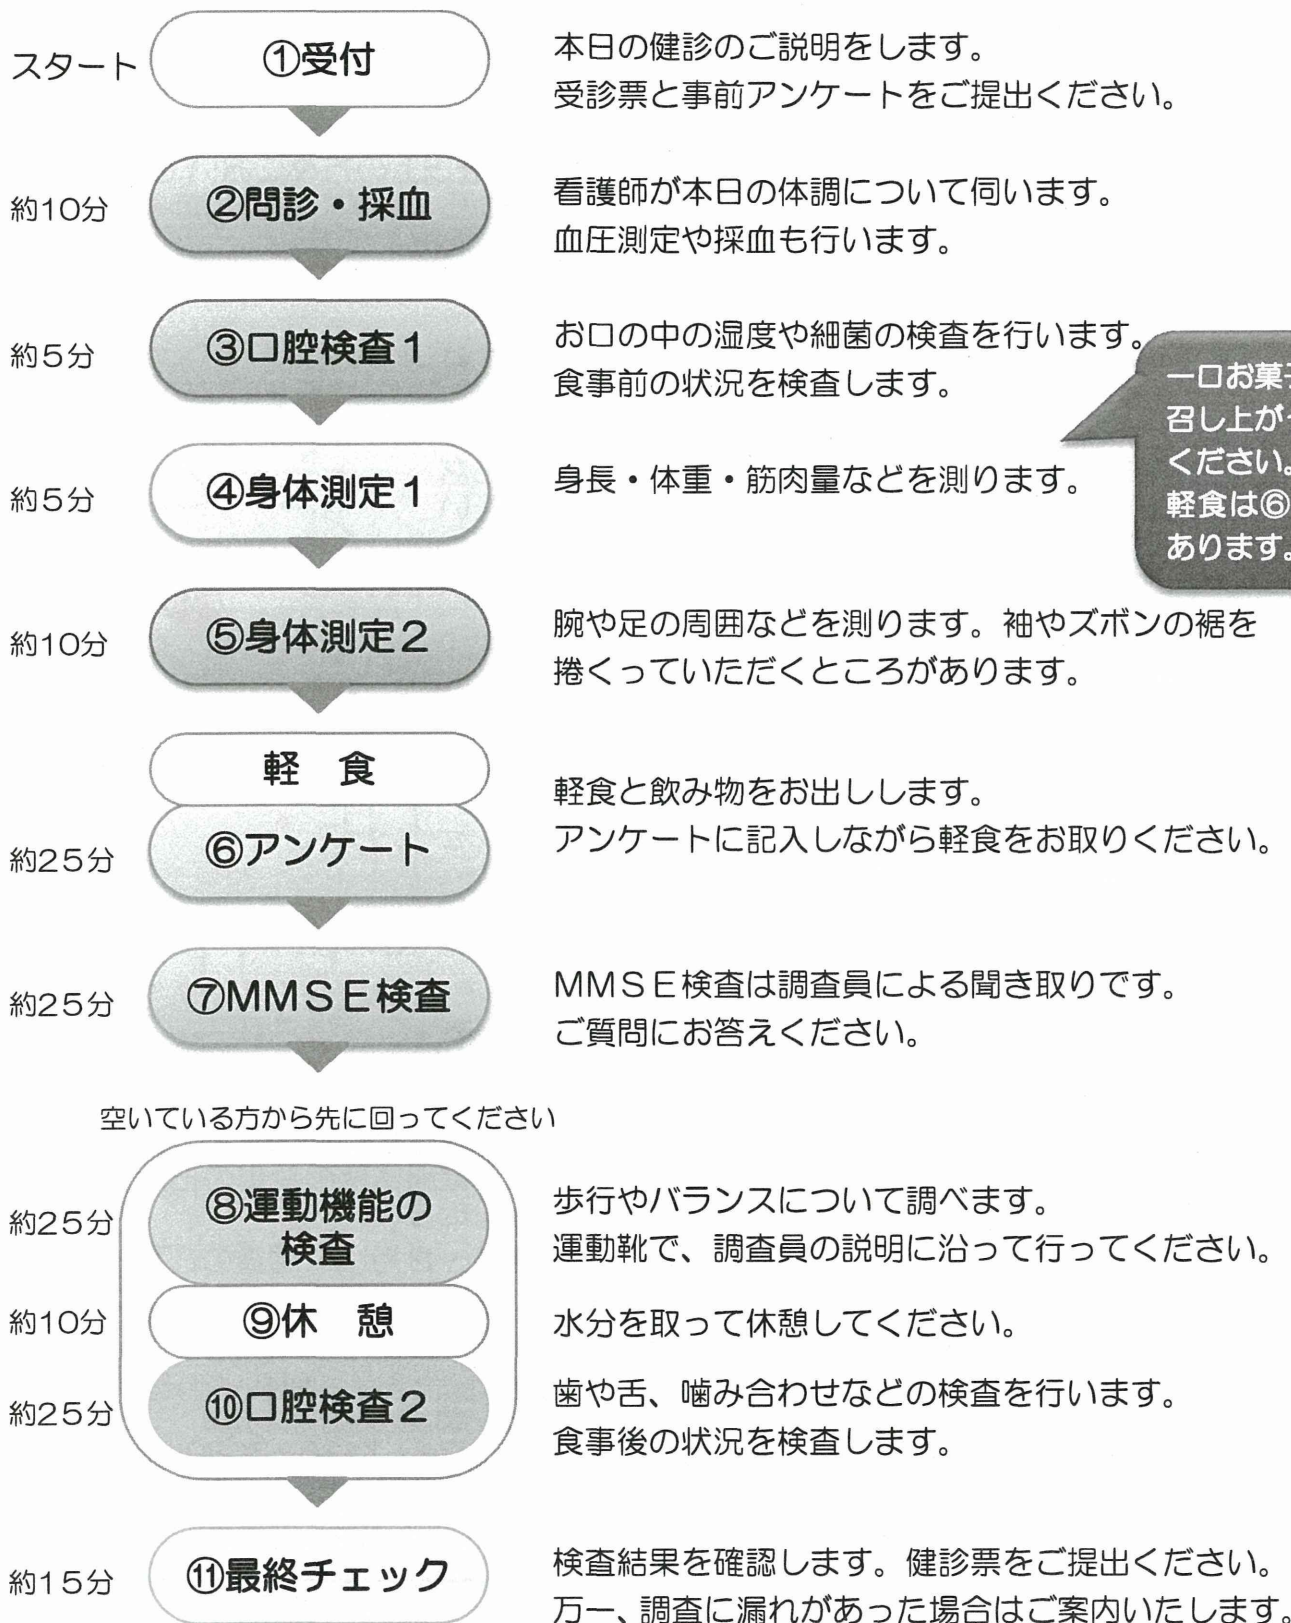 スタート
①受付
本日の健診のご説明をします。
受診票と事前アンケートをご提出ください。
約10分
②問診・採血
看護師が本日の体調について伺います。
血圧測定や採血も行います。
約5分
③口腔検査1
お口の中の湿度や細菌の検査を行います。
食事前の状況を検査します。
一口お菓子
召し上がっ
ください。
軽食は⑥
あります。
約5分
④身体測定1
身長・体重・筋肉量などを測ります。
約10分
⑤身体測定2
腕や足の周囲などを測ります。袖やズボンの裾を
捲くっていただくところがあります。
軽 食
約25分
⑥アンケート
軽食と飲み物をお出しします。
アンケートに記入しながら軽食をお取りください。
約25分
⑦MMSE検査
MMSE検査は調査員による聞き取りです。
ご質問にお答えください。
空いている方から先に回ってください
約25分
⑧運動機能の
検査
歩行やバランスについて調べます。
運動靴で、調査員の説明に沿って行ってください。
約10分
⑨休 憩
水分を取って休憩してください。
約25分
⑩口腔検査2
歯や舌、噛み合わせなどの検査を行います。
食事後の状況を検査します。
約15分
⑪最終チェック
検査結果を確認します。健診票をご提出ください。
万一、調査に漏れがあった場合はご案内いたします。